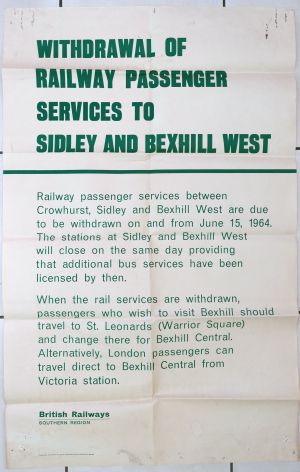 WITHDRAWAL OF
RAILWAY PASSENGER
SERVICES TO
SIDLEY AND BEXHILL WEST
Railway passenger services between
Crowhurst, Sidley and Bexhill West are due
to be withdrawn on and from June 15, 1964.
The stations at Sidley and Bexhill West
will close on the same day providing
that additional bus services have been
licensed by then.
When the rail services are withdrawn,
passengers who wish to visit Bexhill should
travel to St. Leonards (Warrior Square)
and change there for Bexhill Central.
Alternatively, London passengers can
travel direct to Bexhill Central from
Victoria station.
British Railways
SOUTHERN REGION